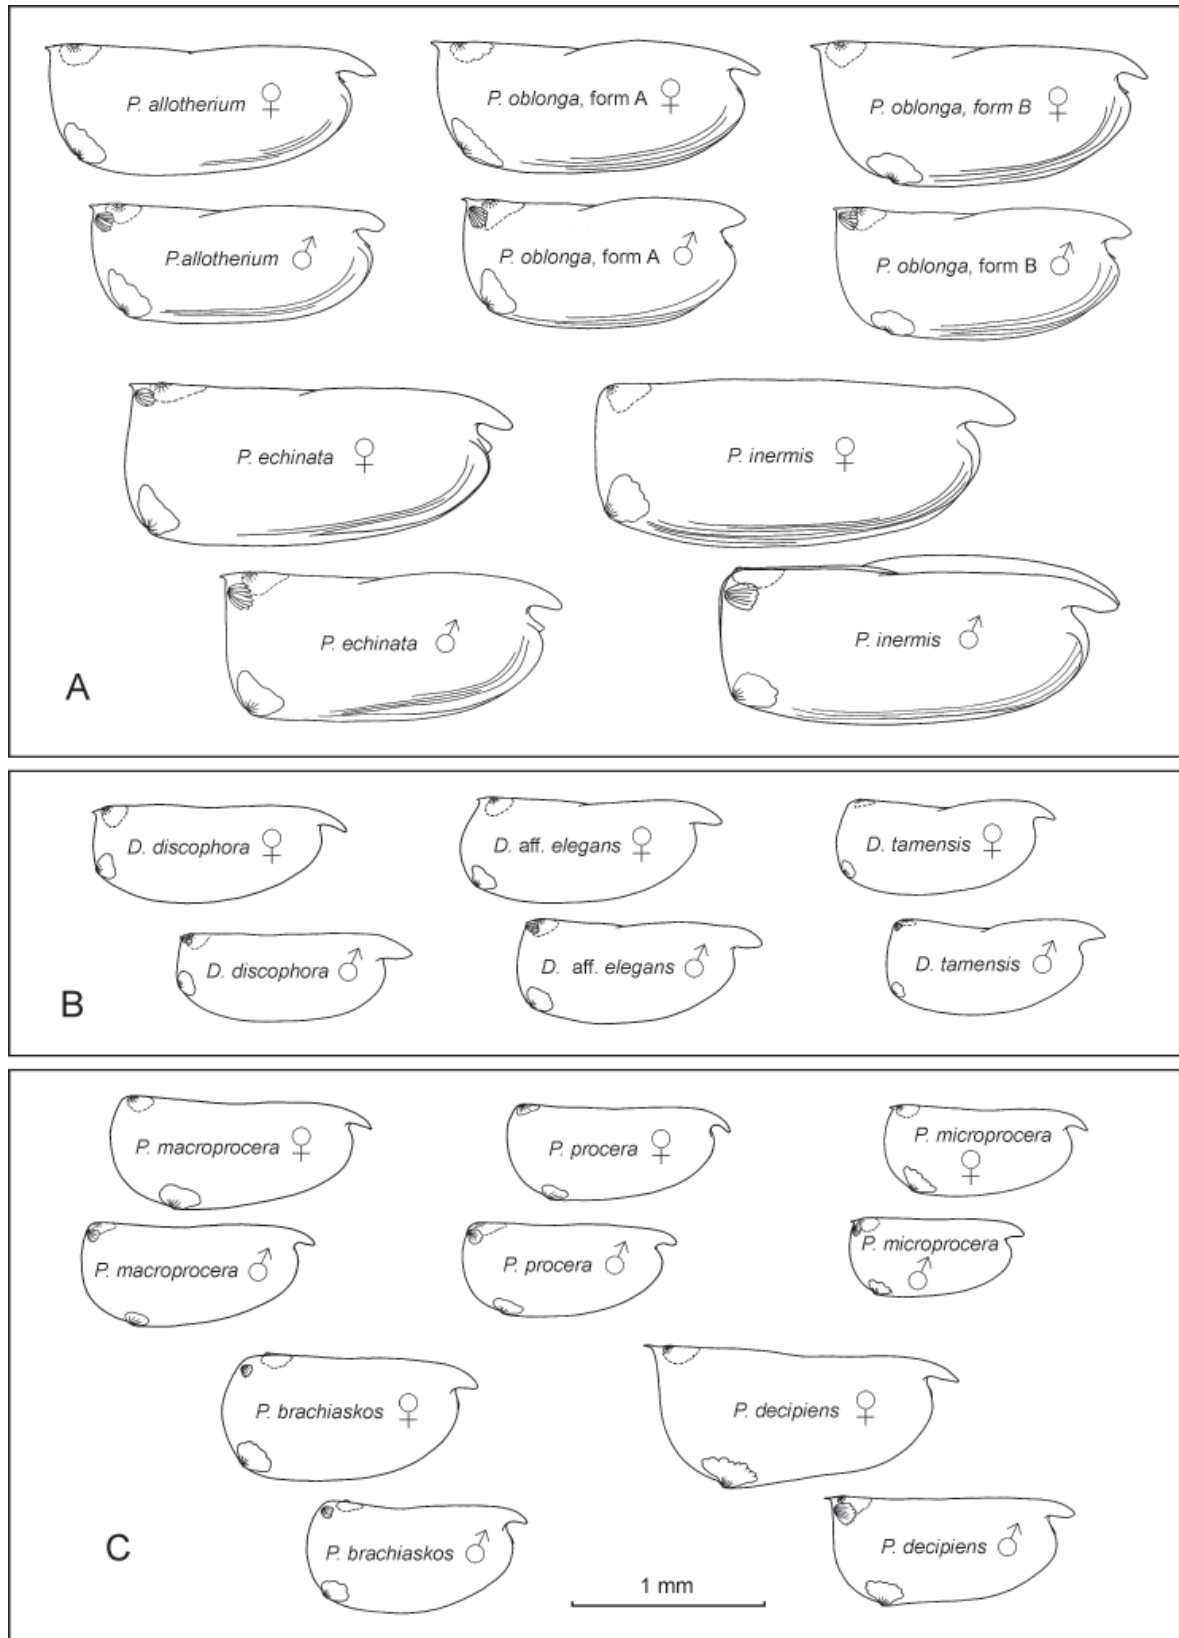 P. allotherium ♀
P. oblonga, form A ♀
P. oblonga, form B ♀
P.allotherium ♂
P. oblonga, form A ♂
P. oblonga, form B ♂
P. echinata ♀
P. inermis ♀
P. echinata ♂
P. inermis ♂
A
D. discophora ♀
D. aff. elegans ♀
D. tamensis ♀
D. discophora ♂
D. aff. elegans ♂
D. tamensis ♂
B
P. macroprocera ♀
P. procera ♀
P. microprocera
♀
P. macroprocera ♂
P. procera ♂
P. microprocera
♂
P. brachiaskos ♀
P. decipiens ♀
P. brachiaskos ♂
P. decipiens ♂
C
1 mm